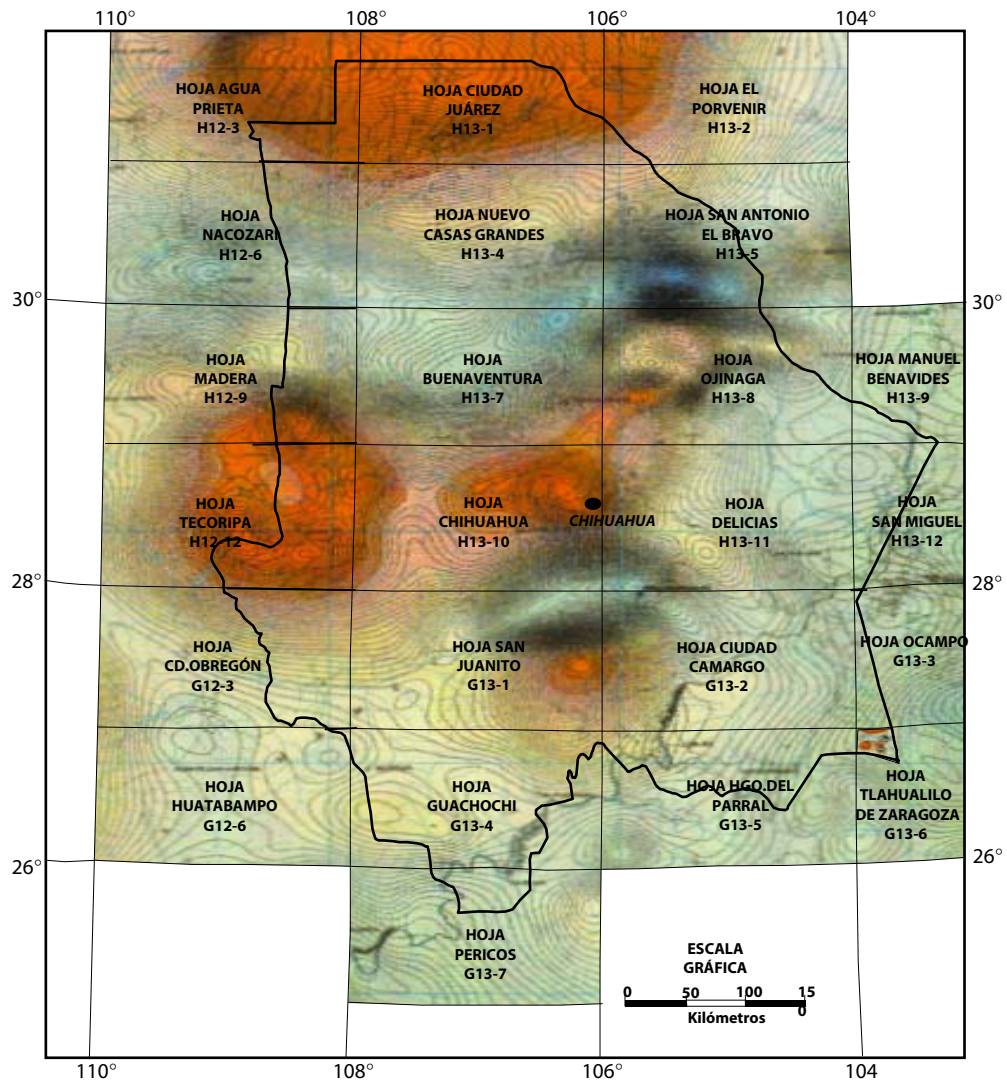 110°
108°
106°
104°
HOJA AGUA
PRIETA
H12-3
HOJA CIUDAD
JUÁREZ
H13-1
HOJA EL
PORVENIR
H13-2
HOJA
NACOZARI
H12-6
HOJA NUEVO
CASAS GRANDES
H13-4
HOJA SAN ANTONIO
EL BRAVO
H13-5
30°
30°
HOJA
MADERA
H12-9
HOJA
BUENAVENTURA
H13-7
HOJA
OJINAGA
H13-8
HOJA MANUEL
BENAVIDES
H13-9
HOJA
TECORIPA
H12-12
HOJA
CHIHUAHUA
H13-10
CHIHUAHUA
HOJA
DELICIAS
H13-11
HOJA
SAN MIGUEL
H13-12
28°
28°
HOJA
CD.OBREGÓN
G12-3
HOJA SAN
JUANITO
G13-1
HOJA CIUDAD
CAMARGO
G13-2
HOJA OCAMPO
G13-3
HOJA
HUATABAMPO
G12-6
HOJA
GUACHOCHI
G13-4
HOJA HGO.DEL
PARRAL
G13-5
HOJA
TLAHUALILO
DE ZARAGOZA
G13-6
26°
26°
HOJA
PERICOS
G13-7
ESCALA
GRÁFICA
0 50 100 15
0
Kilómetros
110°
108°
106°
104°